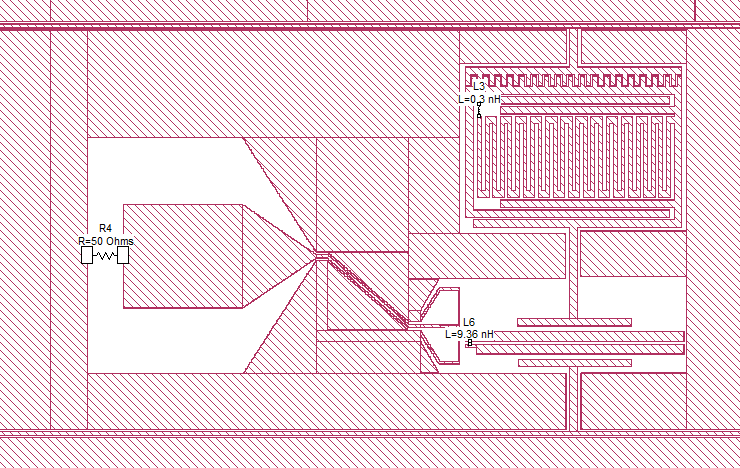 L3
L=0.3 nH
R4
R=50 Ohms
L6
L=9.36 nH